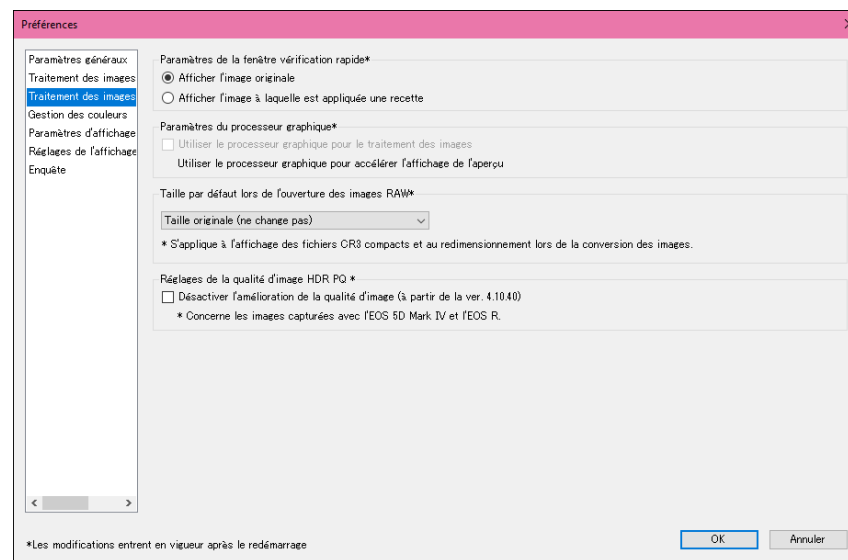 Préférences
Paramètres généraux
Traitement des images
Traitement des images
Gestion des couleurs
Paramètres d'affichage
Réglages de l'affichage
Enquête
Paramètres de la fenêtre vérification rapide*
Afficher l'image originale
Afficher l'image à laquelle est appliquée une recette
Paramètres du processeur graphique*
Utiliser le processeur graphique pour le traitement des images
Utiliser le processeur graphique pour accélérer l'affichage de l'aperçu
Taille par défaut lors de l'ouverture des images RAW*
Taille originale (ne change pas)
* S'applique à l'affichage des fichiers CR3 compacts et au redimensionnement lors de la conversion des images.
Réglages de la qualité d'image HDR PQ *
Désactiver l'amélioration de la qualité d'image (à partir de la ver. 4.10.40)
* Concerne les images capturées avec l'EOS 5D Mark IV et l'EOS R.
*Les modifications entrent en vigueur après le redémarrage
OK
Annuler